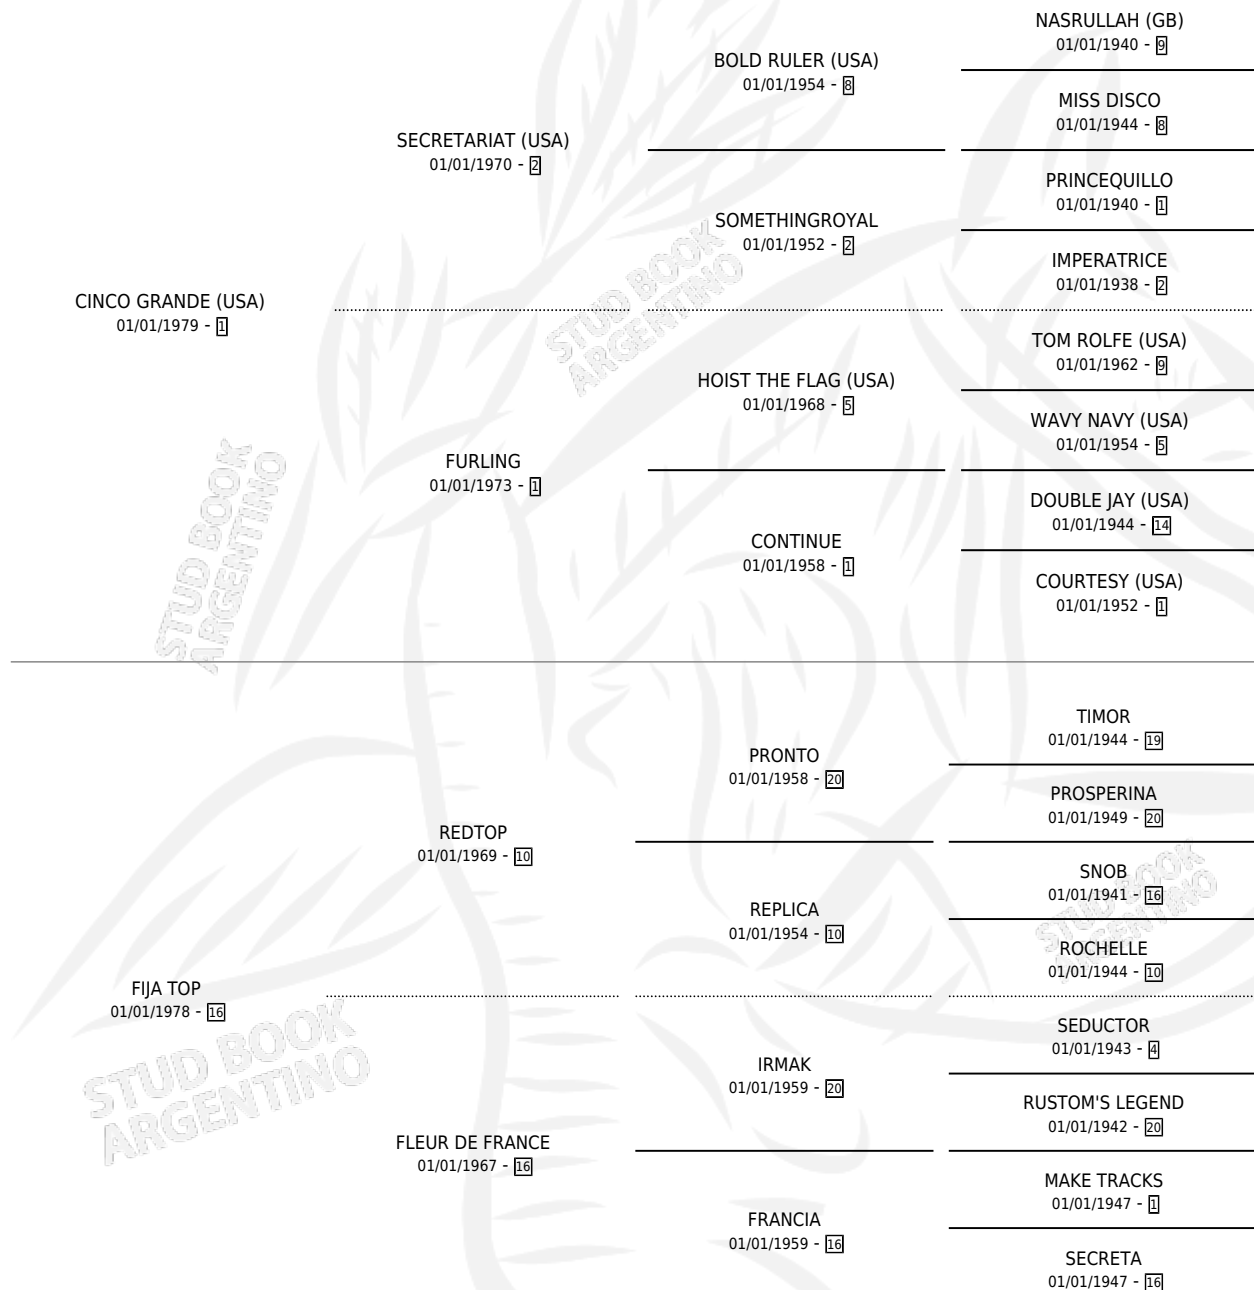 NASRULLAH (GB)
01/01/1940 - 9
BOLD RULER (USA)
01/01/1954 - 8
MISS DISCO
01/01/1944 - 8
SECRETARIAT (USA)
01/01/1970 - 2
PRINCEQUILLO
01/01/1940 - 1
SOMETHINGROYAL
01/01/1952 - 2
IMPERATRICE
01/01/1938 - 2
CINCO GRANDE (USA)
01/01/1979 - 1
STUD BOOK
ARGENTINO
TOM ROLFE (USA)
01/01/1962 - 9
HOIST THE FLAG (USA)
01/01/1968 - 5
WAVY NAVY (USA)
01/01/1954 - 5
FURLING
01/01/1973 - 1
DOUBLE JAY (USA)
01/01/1944 - 14
CONTINUE
01/01/1958 - 1
COURTESY (USA)
01/01/1952 - 1
STUD BOOK
ARGENTINO
TIMOR
01/01/1944 - 19
PRONTO
01/01/1958 - 20
PROSPERINA
01/01/1949 - 20
REDTOP
01/01/1969 - 10
SNOB
01/01/1941 - 16
REPLICA
01/01/1954 - 10
ROCHELLE
01/01/1944 - 10
STUD BOOK
ARGENTINO
FIJA TOP
01/01/1978 - 16
SEDUCTOR
01/01/1943 - 4
IRMAK
01/01/1959 - 20
RUSTOM'S LEGEND
01/01/1942 - 20
STUD BOOK
ARGENTINO
FLEUR DE FRANCE
01/01/1967 - 16
MAKE TRACKS
01/01/1947 - 1
FRANCIA
01/01/1959 - 16
SECRETA
01/01/1947 - 16